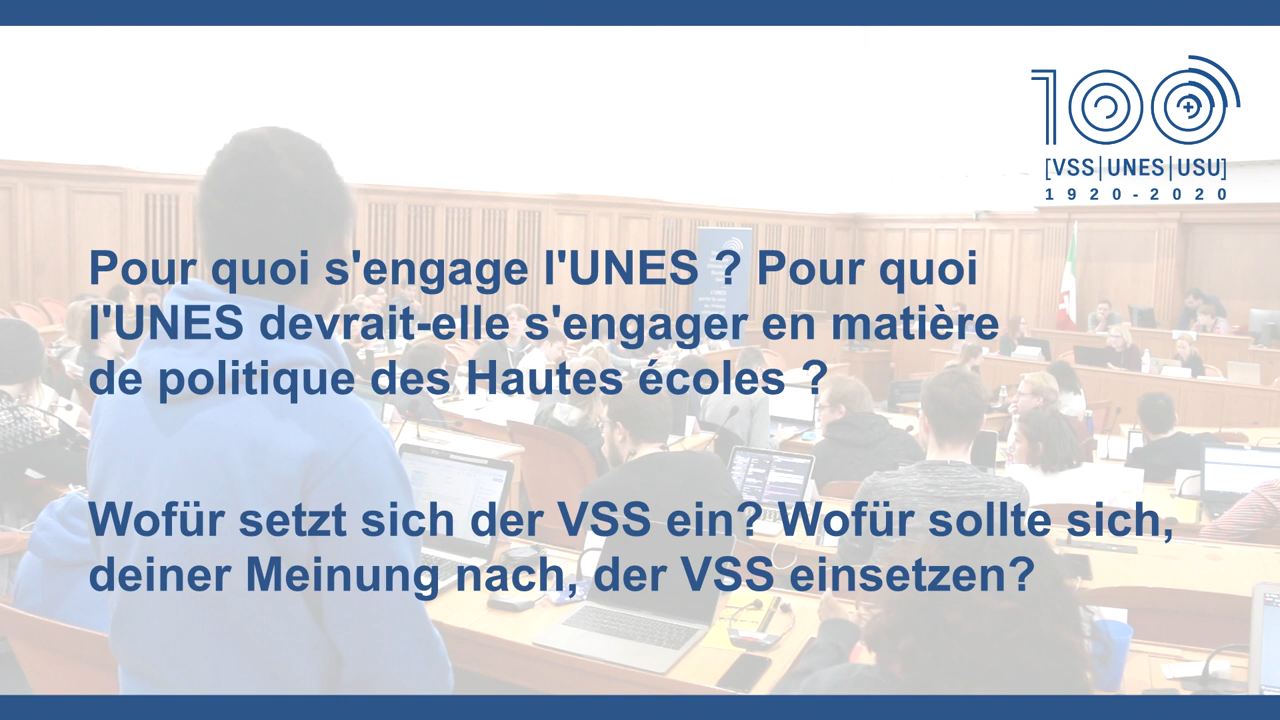 100
[VSS|UNES|USU]
1920-2020
Pour quoi s'engage l'UNES ? Pour quoi
l'UNES devrait-elle s'engager en matière
de politique des Hautes écoles ?
Wofür setzt sich der VSS ein? Wofür sollte sich,
deiner Meinung nach, der VSS einsetzen?